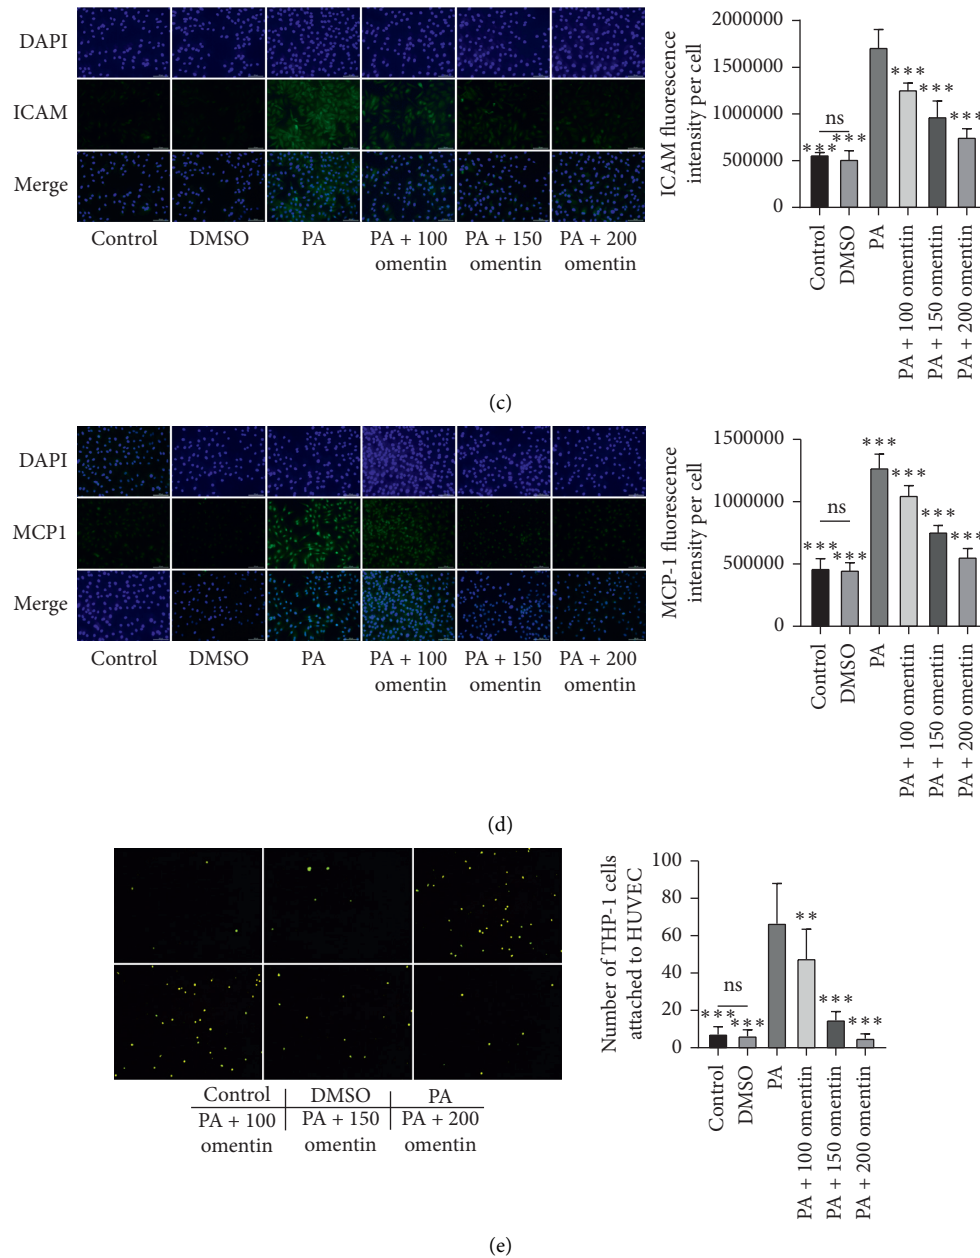 DAPI
ICAM
Merge
Control
DMSO
PA
PA + 100
omentin
PA + 150
omentin
PA + 200
omentin
ICAM fluorescence
intensity per cell
2000000
1500000
1000000
500000
0
ns
***
***
***
***
***
Control
DMSO
PA
PA + 100 omentin
PA + 150 omentin
PA + 200 omentin
(c)
DAPI
MCP1
Merge
Control
DMSO
PA
PA + 100
omentin
PA + 150
omentin
PA + 200
omentin
MCP-1 fluorescence
intensity per cell
1500000
1000000
500000
0
ns
***
***
***
***
***
***
Control
DMSO
PA
PA + 100 omentin
PA + 150 omentin
PA + 200 omentin
(d)
Control
DMSO
PA
PA + 100
omentin
PA + 150
omentin
PA + 200
omentin
Number of THP-1 cells
attached to HUVEC
100
80
60
40
20
0
ns
***
***
**
***
***
Control
DMSO
PA
PA + 100 omentin
PA + 150 omentin
PA + 200 omentin
(e)